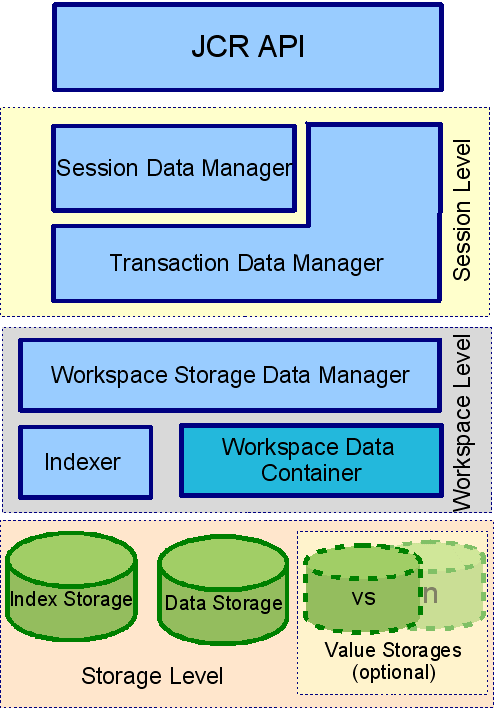 JCR API
Session Data Manager
Transaction Data Manager
Session Level
Workspace Storage Data Manager
Indexer
Workspace Data
Container
Workspace Level
Index Storage
Data Storage
vs
n
Value Storages
(optional)
Storage Level